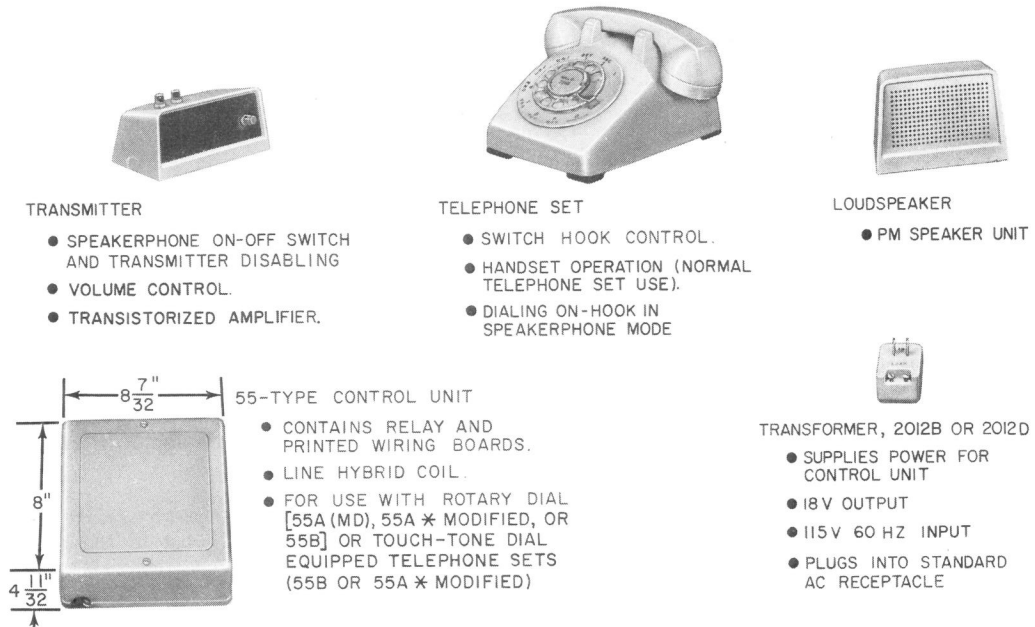 TRANSMITTER
● SPEAKERPHONE ON-OFF SWITCH
AND TRANSMITTER DISABLING
● VOLUME CONTROL.
● TRANSISTORIZED AMPLIFIER.
TELEPHONE SET
● SWITCH HOOK CONTROL.
● HANDSET OPERATION (NORMAL
TELEPHONE SET USE).
● DIALING ON-HOOK IN
SPEAKERPHONE MODE
LOUDSPEAKER
● PM SPEAKER UNIT
8 7/32"
8"
4 11/32"
55-TYPE CONTROL UNIT
● CONTAINS RELAY AND
PRINTED WIRING BOARDS.
● LINE HYBRID COIL.
● FOR USE WITH ROTARY DIAL
[55A (MD), 55A * MODIFIED, OR
55B] OR TOUCH-TONE DIAL
EQUIPPED TELEPHONE SETS
(55B OR 55A * MODIFIED)
TRANSFORMER, 2012B OR 2012D
● SUPPLIES POWER FOR
CONTROL UNIT
● 18V OUTPUT
● 115V 60 HZ INPUT
● PLUGS INTO STANDARD
AC RECEPTACLE